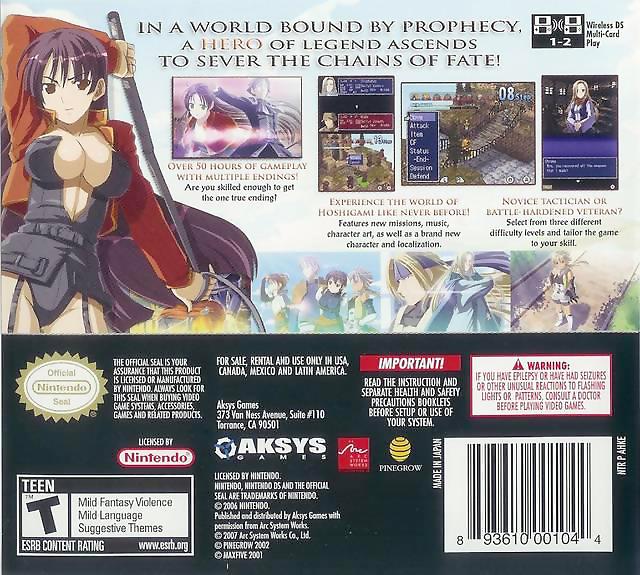 IN A WORLD BOUND BY PROPHECY,
A HERO OF LEGEND ASCENDS
TO SEVER THE CHAINS OF FATE!
Wireless DS
Multi-Card
Play
1-2
OVER 50 HOURS OF GAMEPLAY
WITH MULTIPLE ENDINGS!
Are you skilled enough to get
the one true ending?
08 Step
Move
Attack
Item
CF
Status
-End-
Session
Defend
EXPERIENCE THE WORLD OF
HOSHIGAMI LIKE NEVER BEFORE!
Features new missions, music,
character art, as well as a brand new
character and localization.
NOVICE TACTICIAN OR
BATTLE-HARDENED VETERAN?
Select from three different
difficulty levels and tailor the game
to your skill.
Official
Nintendo
Seal
THE OFFICIAL SEAL IS YOUR
ASSURANCE THAT THIS PRODUCT
IS LICENSED OR MANUFACTURED
BY NINTENDO. ALWAYS LOOK FOR
THIS SEAL WHEN BUYING VIDEO
GAME SYSTEMS, ACCESSORIES,
GAMES AND RELATED PRODUCTS.
FOR SALE, RENTAL AND USE ONLY IN USA,
CANADA, MEXICO AND LATIN AMERICA.
Aksys Games
373 Van Ness Avenue, Suite #110
Torrance, CA 90501
IMPORTANT!
READ THE INSTRUCTION AND
SEPARATE HEALTH AND SAFETY
PRECAUTIONS BOOKLETS
BEFORE SETUP OR USE OF
YOUR SYSTEM.
WARNING:
IF YOU HAVE EPILEPSY OR HAVE HAD SEIZURES
OR OTHER UNUSUAL REACTIONS TO FLASHING
LIGHTS OR PATTERNS, CONSULT A DOCTOR
BEFORE PLAYING VIDEO GAMES.
LICENSED BY
Nintendo
AKSYS
GAMES
ARC
SYSTEM
WORKS
PINEGROW
LICENSED BY NINTENDO.
NINTENDO, NINTENDO DS AND THE OFFICIAL
SEAL ARE TRADEMARKS OF NINTENDO.
© 2006 NINTENDO.
Published and distributed by Aksys Games with
permission from Arc System Works.
© 2007 Arc System Works Co., Ltd.
© PINEGROW 2002
© MAXFIVE 2001
TEEN
T
TM
Mild Fantasy Violence
Mild Language
Suggestive Themes
ESRB CONTENT RATING www.esrb.org
MADE IN JAPAN
8 93610 00104 4
NTR P AHKE